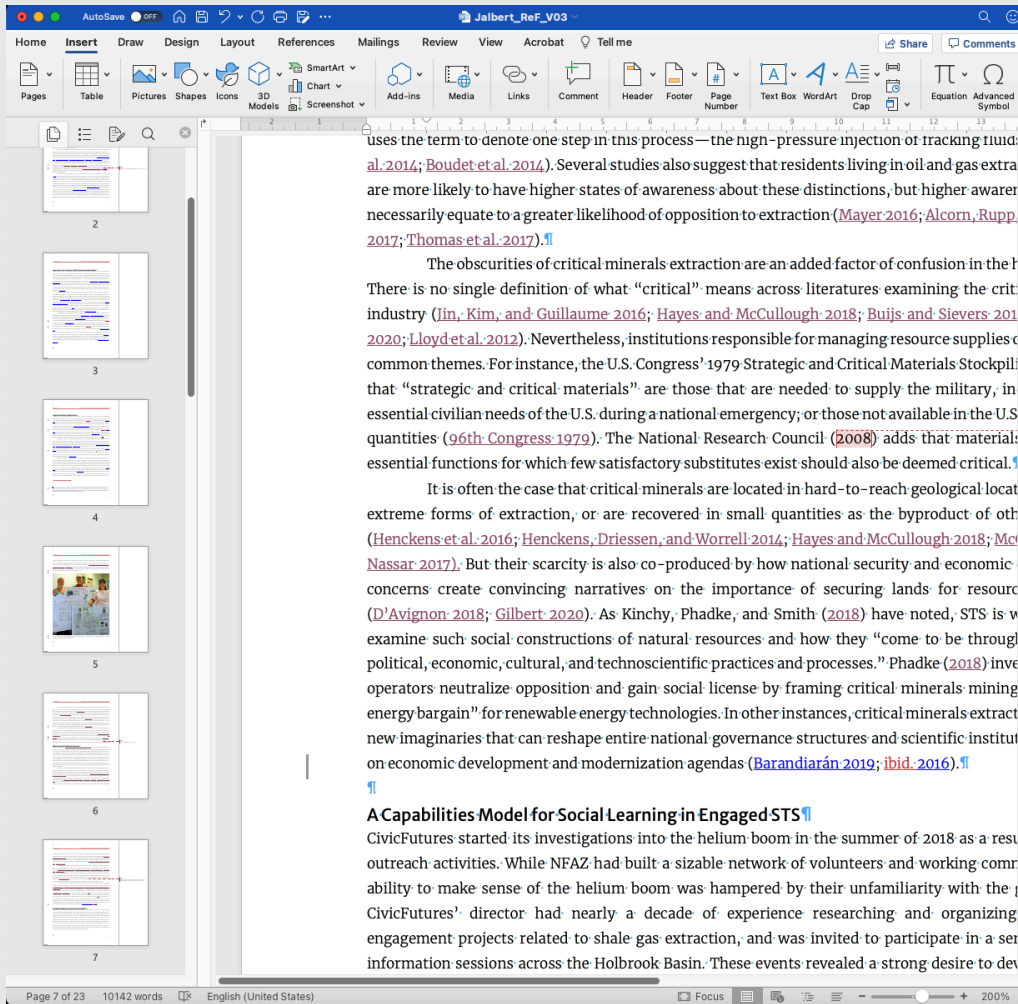 AutoSave OFF
Jalbert_ReF_V03
Home Insert Draw Design Layout References Mailings Review View Acrobat Tell me
Share Comments
Pages
Table
Pictures
Shapes
Icons
3D Models
SmartArt
Chart
Screenshot
Add-ins
Media
Links
Comment
Header
Footer
Page Number
Text Box
WordArt
Drop Cap
Equation
Advanced Symbol
2 1 1 2 3 4 5 6 7 8 9 10 11 12 13
2
3
4
5
6
7
uses the term to denote one step in this process—the high-pressure injection of fracking fluids
al. 2014; Boudet et al. 2014). Several studies also suggest that residents living in oil and gas extra
are more likely to have higher states of awareness about these distinctions, but higher awaren
necessarily equate to a greater likelihood of opposition to extraction (Mayer 2016; Alcorn, Rupp,
2017; Thomas et al. 2017).¶
The obscurities of critical minerals extraction are an added factor of confusion in the h
There is no single definition of what “critical” means across literatures examining the criti
industry (Jin, Kim, and Guillaume 2016; Hayes and McCullough 2018; Buijs and Sievers 201
2020; Lloyd et al. 2012). Nevertheless, institutions responsible for managing resource supplies o
common themes. For instance, the U.S. Congress’ 1979 Strategic and Critical Materials Stockpili
that “strategic and critical materials” are those that are needed to supply the military, in
essential civilian needs of the U.S. during a national emergency; or those not available in the U.S
quantities (96th Congress 1979). The National Research Council (2008) adds that materials
essential functions for which few satisfactory substitutes exist should also be deemed critical.¶
It is often the case that critical minerals are located in hard-to-reach geological locat
extreme forms of extraction, or are recovered in small quantities as the byproduct of oth
(Henckens et al. 2016; Henckens, Driessen, and Worrell 2014; Hayes and McCullough 2018; McC
Nassar 2017). But their scarcity is also co-produced by how national security and economic
concerns create convincing narratives on the importance of securing lands for resourc
(D’Avignon 2018; Gilbert 2020). As Kinchy, Phadke, and Smith (2018) have noted, STS is w
examine such social constructions of natural resources and how they “come to be through
political, economic, cultural, and technoscientific practices and processes.” Phadke (2018) inve
operators neutralize opposition and gain social license by framing critical minerals mining
energy bargain” for renewable energy technologies. In other instances, critical minerals extract
new imaginaries that can reshape entire national governance structures and scientific institut
on economic development and modernization agendas (Barandiarán 2019; ibid. 2016).¶
¶
A Capabilities Model for Social Learning in Engaged STS¶
CivicFutures started its investigations into the helium boom in the summer of 2018 as a resu
outreach activities. While NFAZ had built a sizable network of volunteers and working comm
ability to make sense of the helium boom was hampered by their unfamiliarity with the g
CivicFutures’ director had nearly a decade of experience researching and organizing
engagement projects related to shale gas extraction, and was invited to participate in a ser
information sessions across the Holbrook Basin. These events revealed a strong desire to dev
Page 7 of 23 10142 words English (United States) Focus 200%